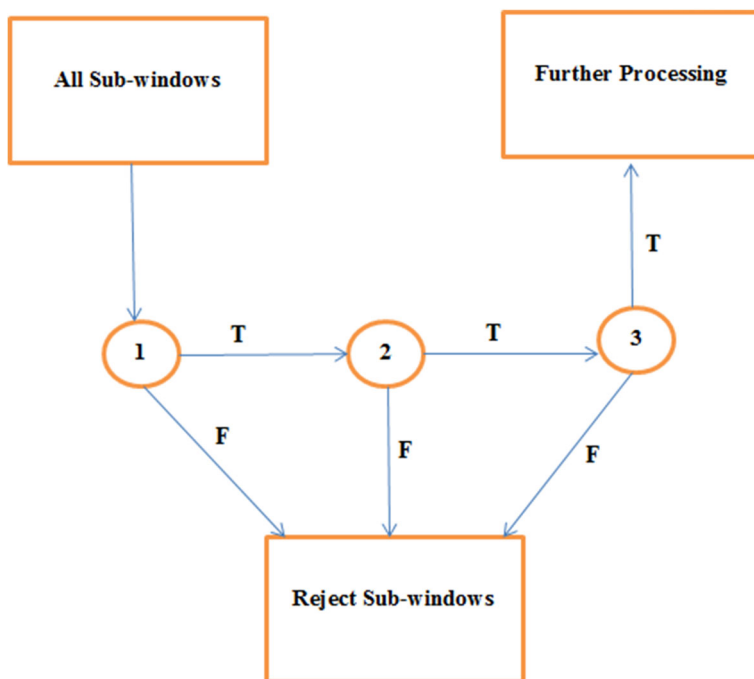 All Sub-windows
Further Processing
T
1
T
2
T
3
F
F
F
Reject Sub-windows